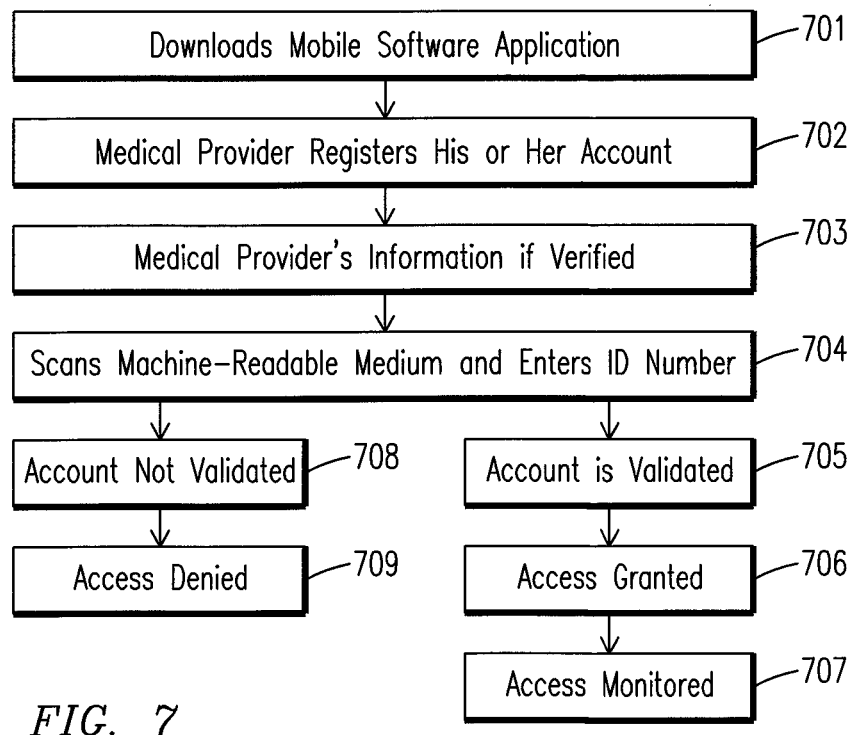 Downloads Mobile Software Application
701
Medical Provider Registers His or Her Account
702
Medical Provider's Information if Verified
703
Scans Machine-Readable Medium and Enters ID Number
704
Account Not Validated
708
Account is Validated
705
Access Denied
709
Access Granted
706
Access Monitored
707
FIG. 7